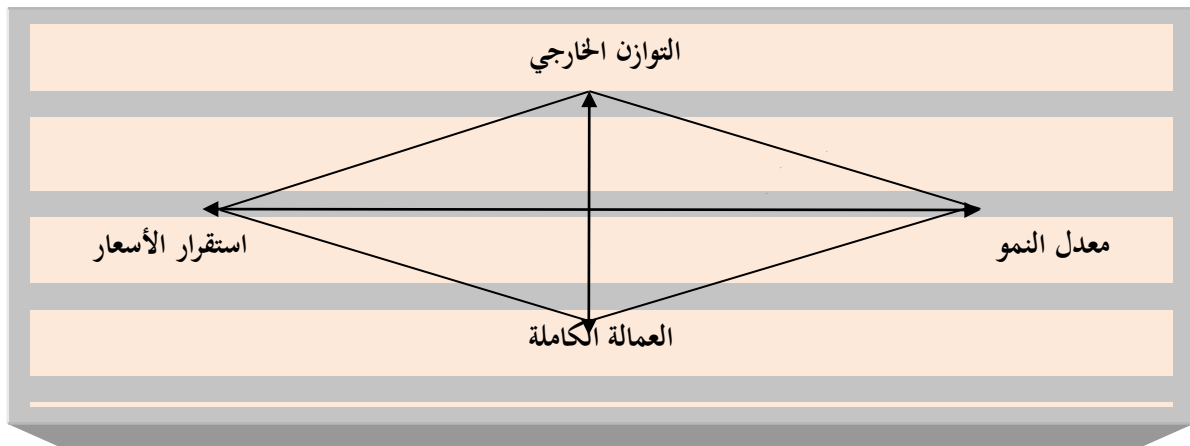 التوازن الخارجي
معدل النمو
استقرار الأسعار
العمالة الكاملة